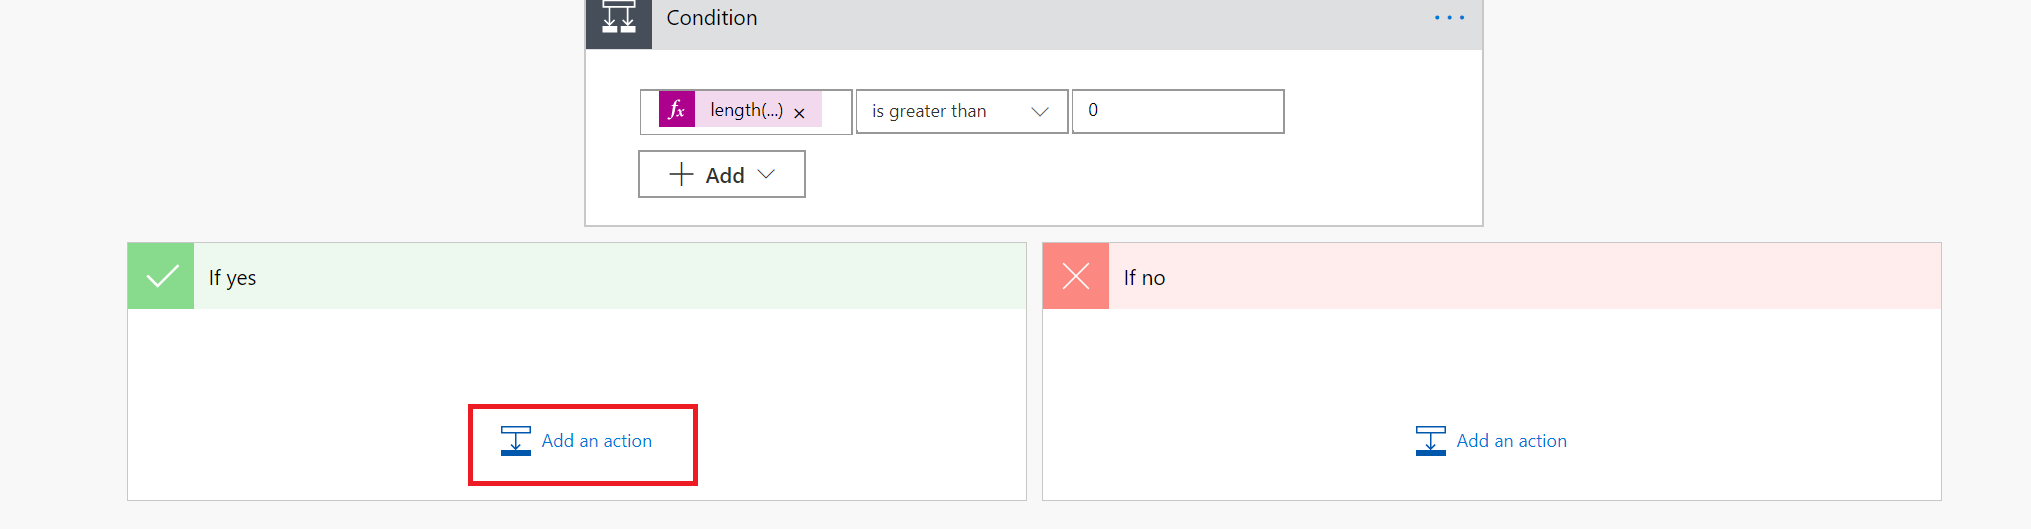 Condition
fx length(...) × is greater than 0
Add
If yes
If no
Add an action
Add an action